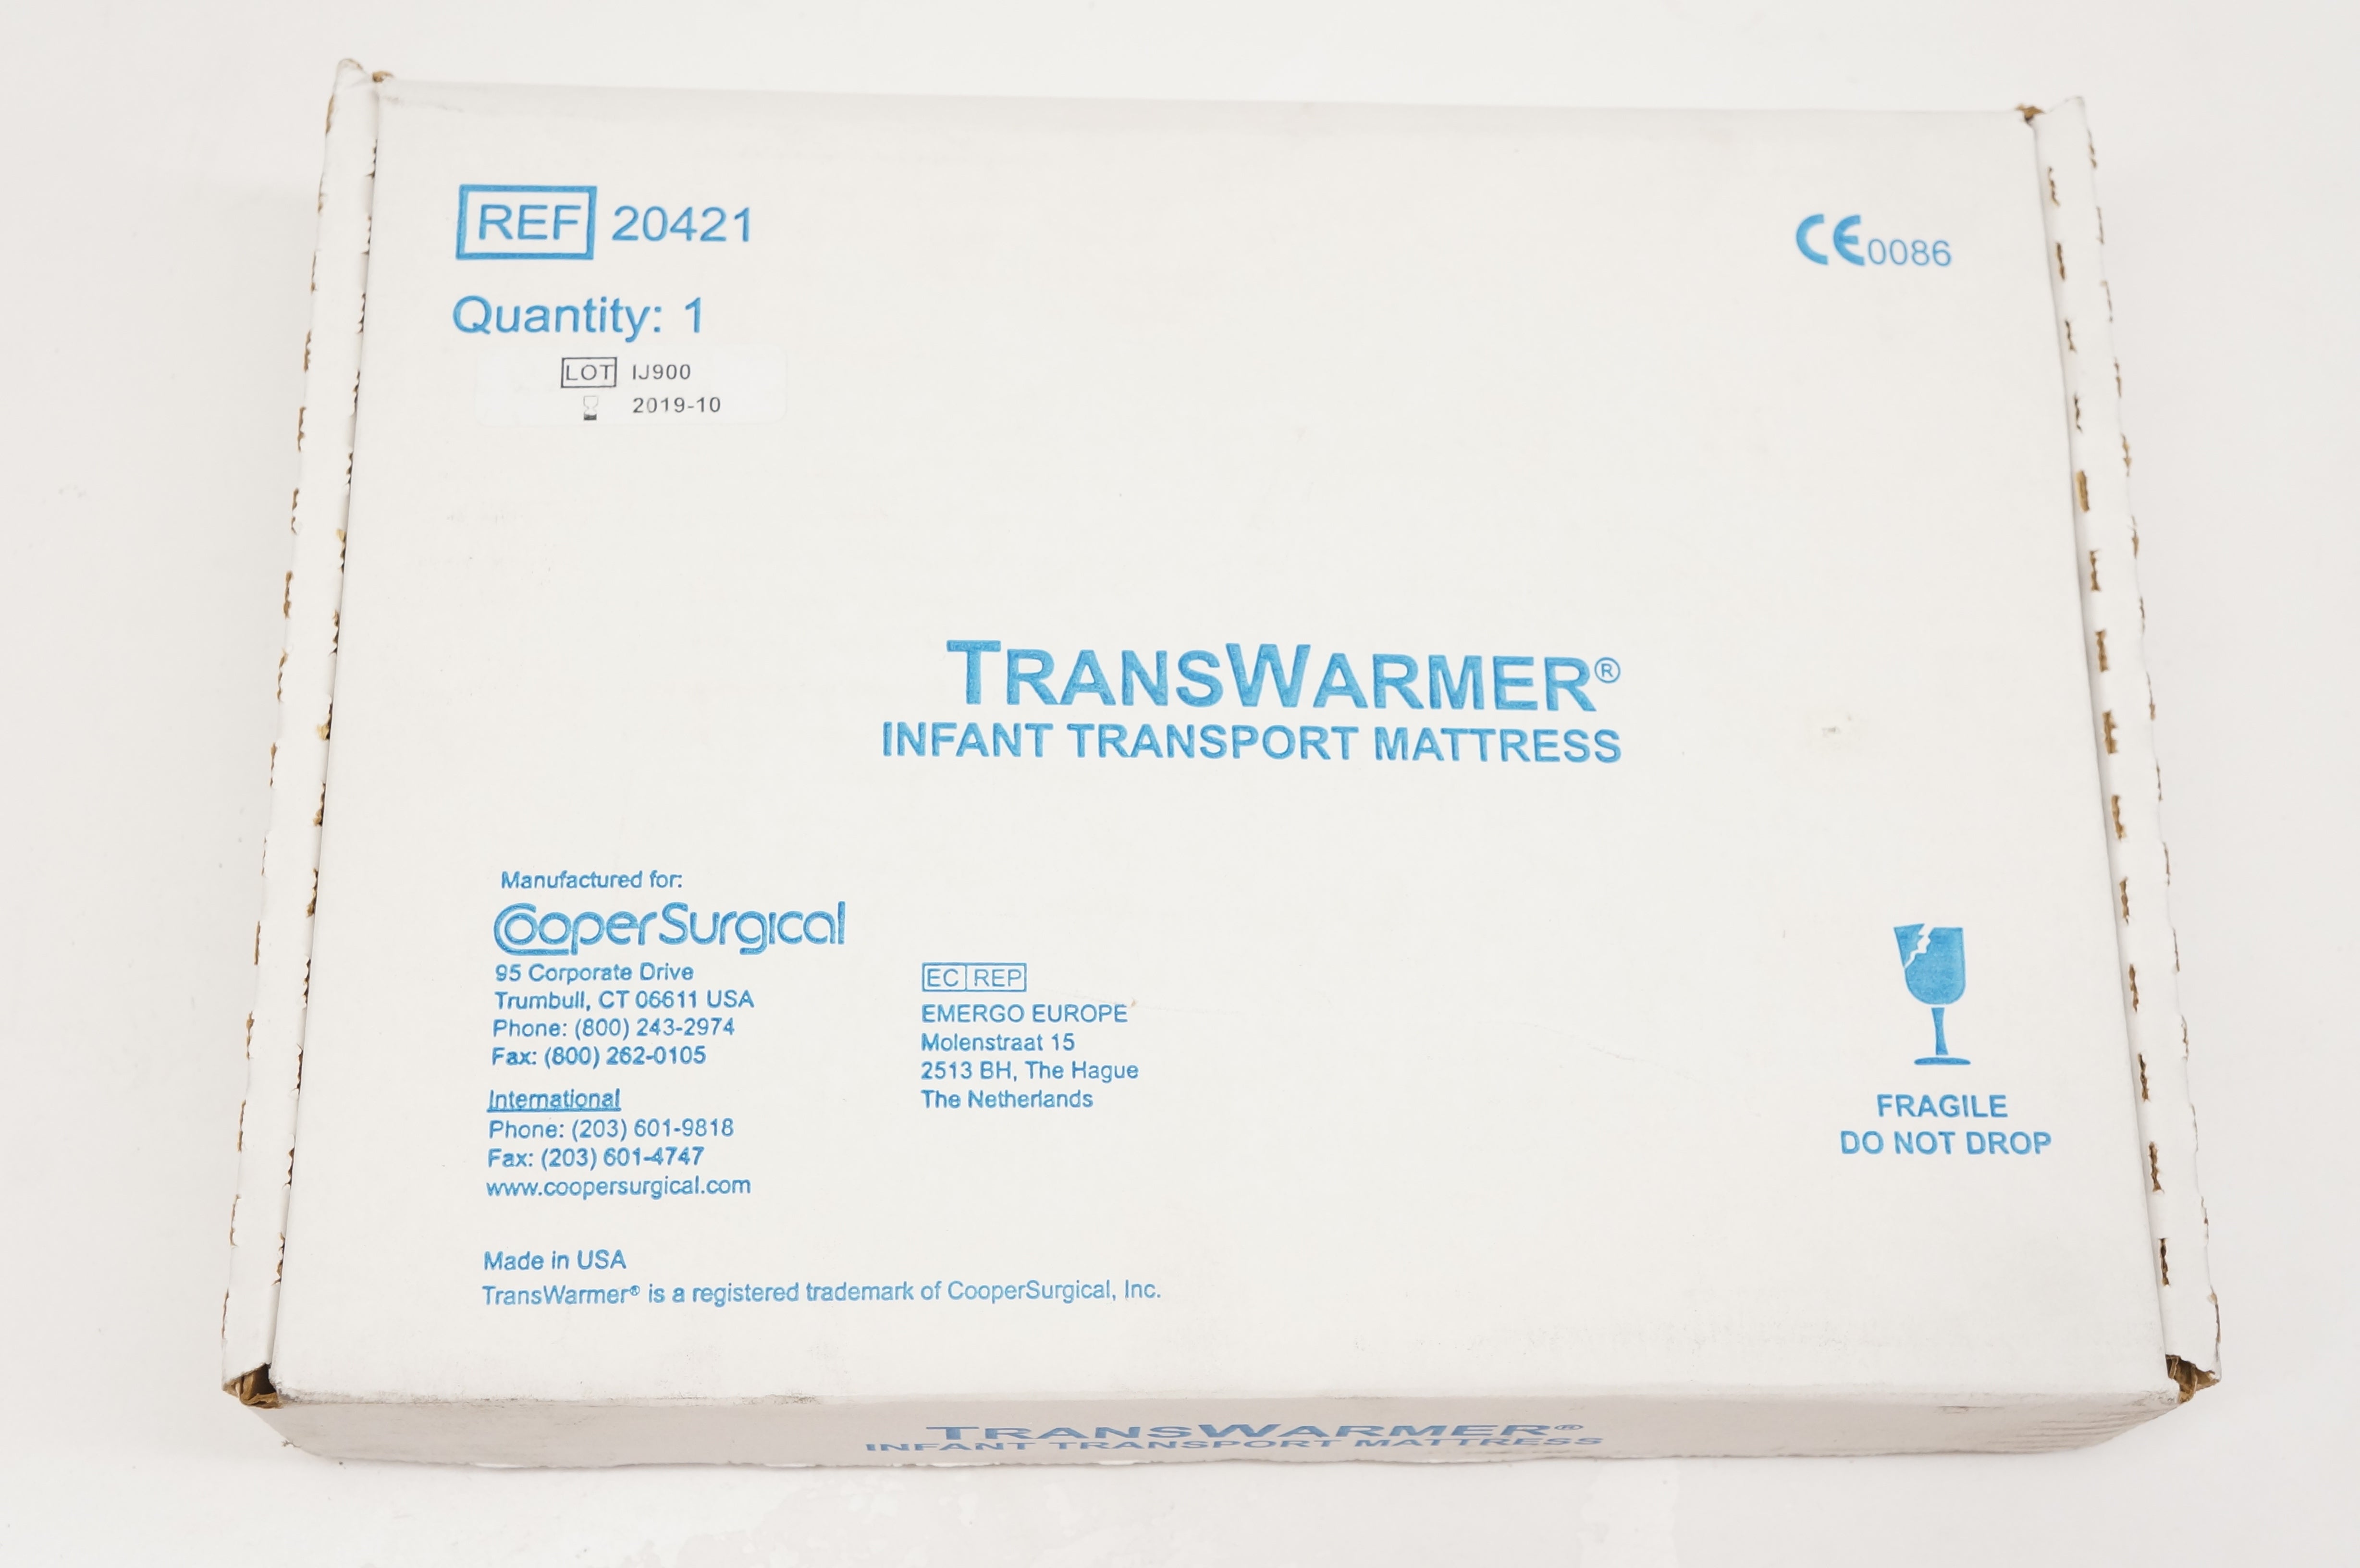 REF 20421
Quantity: 1
LOT IJ900
2019-10
CE0086
TRANSWARMER®
INFANT TRANSPORT MATTRESS
Manufactured for:
CooperSurgical
95 Corporate Drive
Trumbull, CT 06611 USA
Phone: (800) 243-2974
Fax: (800) 262-0105
International
Phone: (203) 601-9818
Fax: (203) 601-4747
www.coopersurgical.com
EC REP
EMERGO EUROPE
Molenstraat 15
2513 BH, The Hague
The Netherlands
FRAGILE
DO NOT DROP
Made in USA
TransWarmer® is a registered trademark of CooperSurgical, Inc.
TRANSWARMER®
INFANT TRANSPORT MATTRESS